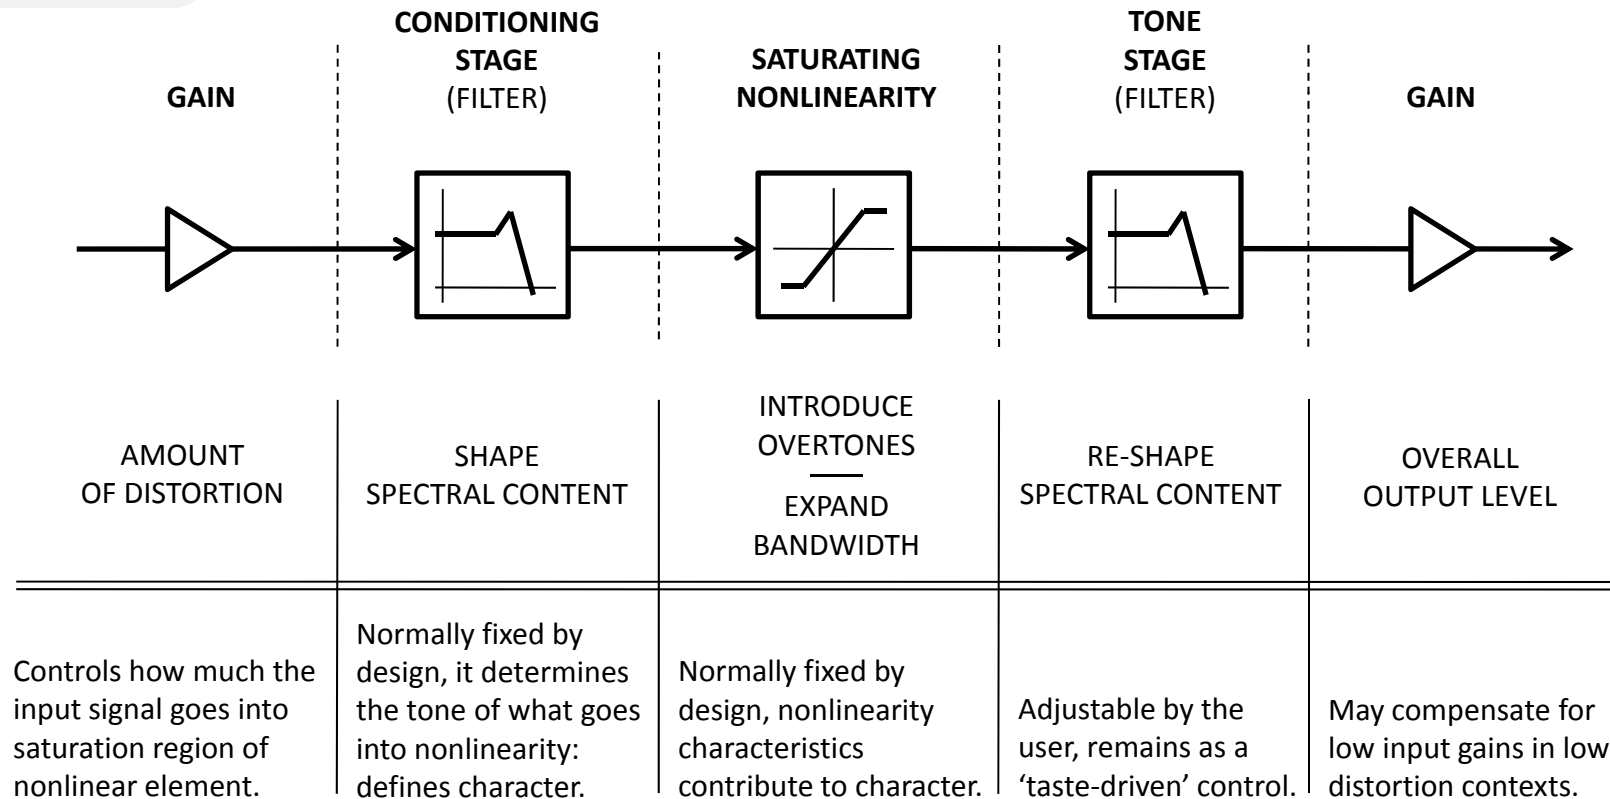 GAIN
CONDITIONING
STAGE
(FILTER)
SATURATING
NONLINEARITY
TONE
STAGE
(FILTER)
GAIN
AMOUNT
OF DISTORTION
SHAPE
SPECTRAL CONTENT
INTRODUCE
OVERTONES
EXPAND
BANDWIDTH
RE-SHAPE
SPECTRAL CONTENT
OVERALL
OUTPUT LEVEL
Controls how much the
input signal goes into
saturation region of
nonlinear element.
Normally fixed by
design, it determines
the tone of what goes
into nonlinearity:
defines character.
Normally fixed by
design, nonlinearity
characteristics
contribute to character.
Adjustable by the
user, remains as a
‘taste-driven’ control.
May compensate for
low input gains in low
distortion contexts.